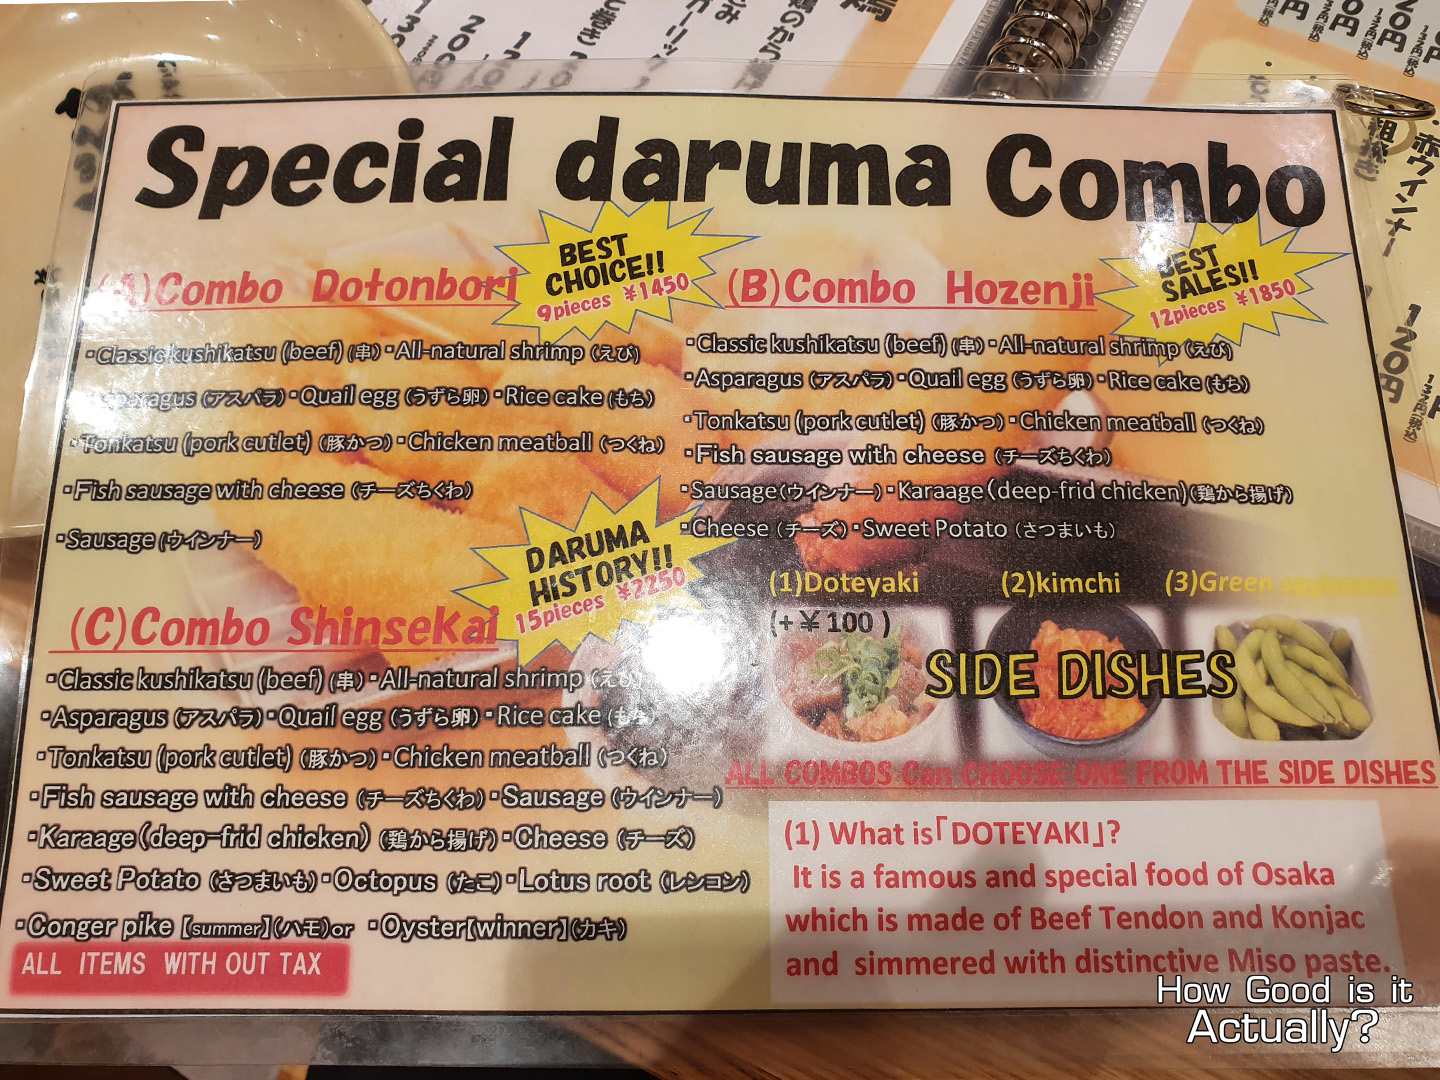 Special daruma Combo
(A)Combo Dotonbori
BEST
CHOICE!!
9pieces ¥1450
・Classic kushikatsu (beef) (串)・All-natural shrimp (えび)
(アスパラ)・Quail egg (うずら卵)・Rice cake (もち)
・Tonkatsu (pork cutlet) (豚かつ)・Chicken meatball (つくね)
・Fish sausage with cheese (チーズちくわ)
・Sausage (ウインナー)
(B)Combo Hozenji
BEST
SALES!!
12pieces ¥1850
・Classic kushikatsu (beef) (串)・All-natural shrimp (えび)
・Asparagus (アスパラ)・Quail egg (うずら卵)・Rice cake (もち)
・Tonkatsu (pork cutlet) (豚かつ)・Chicken meatball (つくね)
・Fish sausage with cheese (チーズちくわ)
・Sausage(ウインナー)・Karaage(deep-frid chicken)(鶏から揚げ)
・Cheese (チーズ)・Sweet Potato (さつまいも)
(C)Combo Shinsekai
DARUMA
HISTORY!!
15pieces ¥2250
・Classic kushikatsu (beef) (串)・All-natural shrimp (えび)
・Asparagus (アスパラ)・Quail egg (うずら卵)・Rice cake (もち)
・Tonkatsu (pork cutlet) (豚かつ)・Chicken meatball (つくね)
・Fish sausage with cheese (チーズちくわ)・Sausage (ウインナー)
・Karaage(deep-frid chicken) (鶏から揚げ)・Cheese (チーズ)
・Sweet Potato (さつまいも)・Octopus (たこ)・Lotus root (レンコン)
・Conger pike【summer】(ハモ)or ・Oyster【winner】(カキ)
ALL ITEMS WITH OUT TAX
(1)Doteyaki (2)kimchi (3)Green
(+¥100 )
SIDE DISHES
ALL COMBOS Can CHOOSE ONE FROM THE SIDE DISHES
(1) What is「DOTEYAKI」?
It is a famous and special food of Osaka
which is made of Beef Tendon and Konjac
and simmered with distinctive Miso paste.
赤ウインナー
120円
How Good is it
Actually?